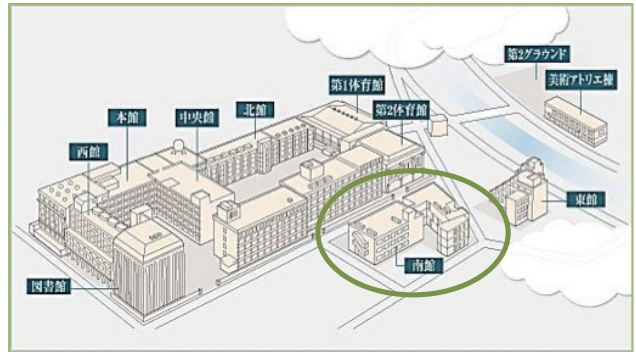 第2グラウンド
美術アトリエ棟
第1体育館
第2体育館
北館
中央館
本館
西館
東館
南館
図書館